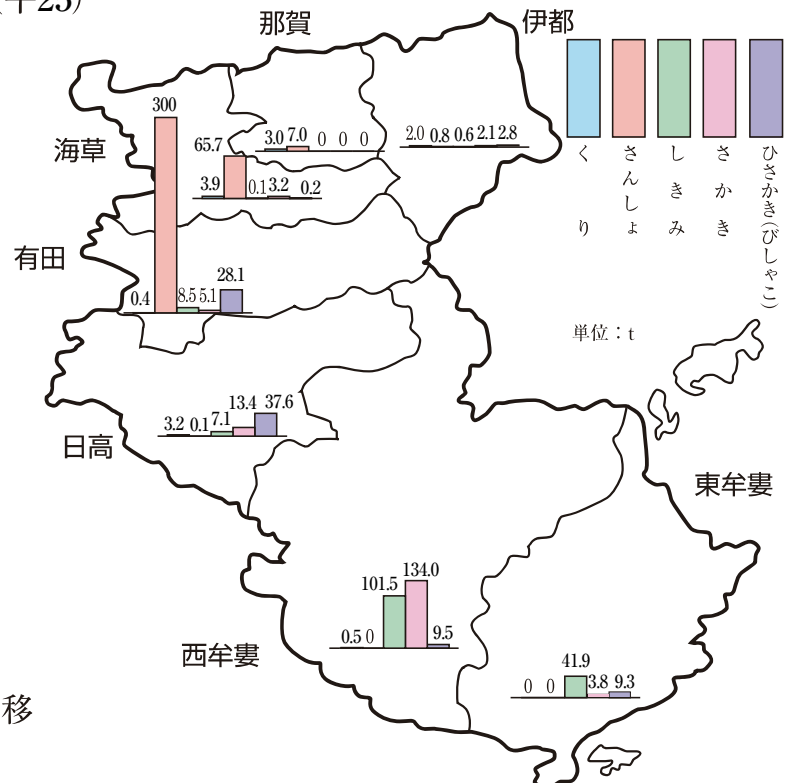 (平25)
那賀
伊都
くり
さんしょ
しきみ
さかき
ひさかき(びしゃこ)
単位：t
3.0 7.0 0 0 0
2.0 0.8 0.6 2.1 2.8
海草
3.9 65.7 0.1 3.2 0.2
有田
0.4 300 8.5 5.1 28.1
日高
3.2 0.1 7.1 13.4 37.6
東牟婁
西牟婁
0.5 0 101.5 134.0 9.5
0 0 41.9 3.8 9.3
移